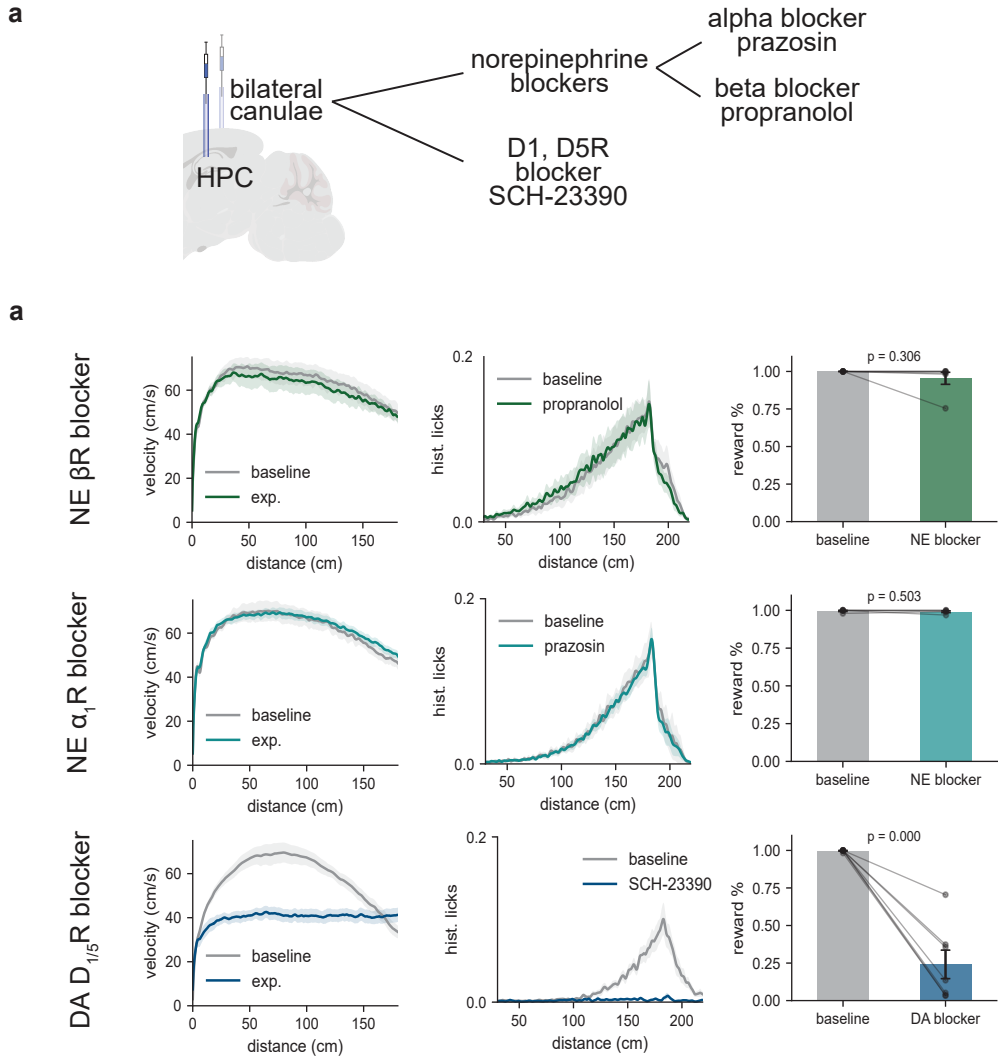 a
bilateral
canulae
HPC
norepinephrine
blockers
D1, D5R
blocker
SCH-23390
alpha blocker
prazosin
beta blocker
propranolol
a
NE βR blocker
velocity (cm/s)
60
40
20
0
baseline
exp.
0
50
100
150
distance (cm)
hist. licks
0.2
0.0
baseline
propranolol
50
100
150
200
distance (cm)
reward %
1.00
0.75
0.50
0.25
0.00
p = 0.306
baseline
NE blocker
NE α1R blocker
velocity (cm/s)
60
40
20
0
baseline
exp.
0
50
100
150
distance (cm)
hist. licks
0.2
0.0
baseline
prazosin
50
100
150
200
distance (cm)
reward %
1.00
0.75
0.50
0.25
0.00
p = 0.503
baseline
NE blocker
DA D1/5R blocker
velocity (cm/s)
60
40
20
0
baseline
exp.
0
50
100
150
distance (cm)
hist. licks
0.2
0.0
baseline
SCH-23390
50
100
150
200
distance (cm)
reward %
1.00
0.75
0.50
0.25
0.00
p = 0.000
baseline
DA blocker